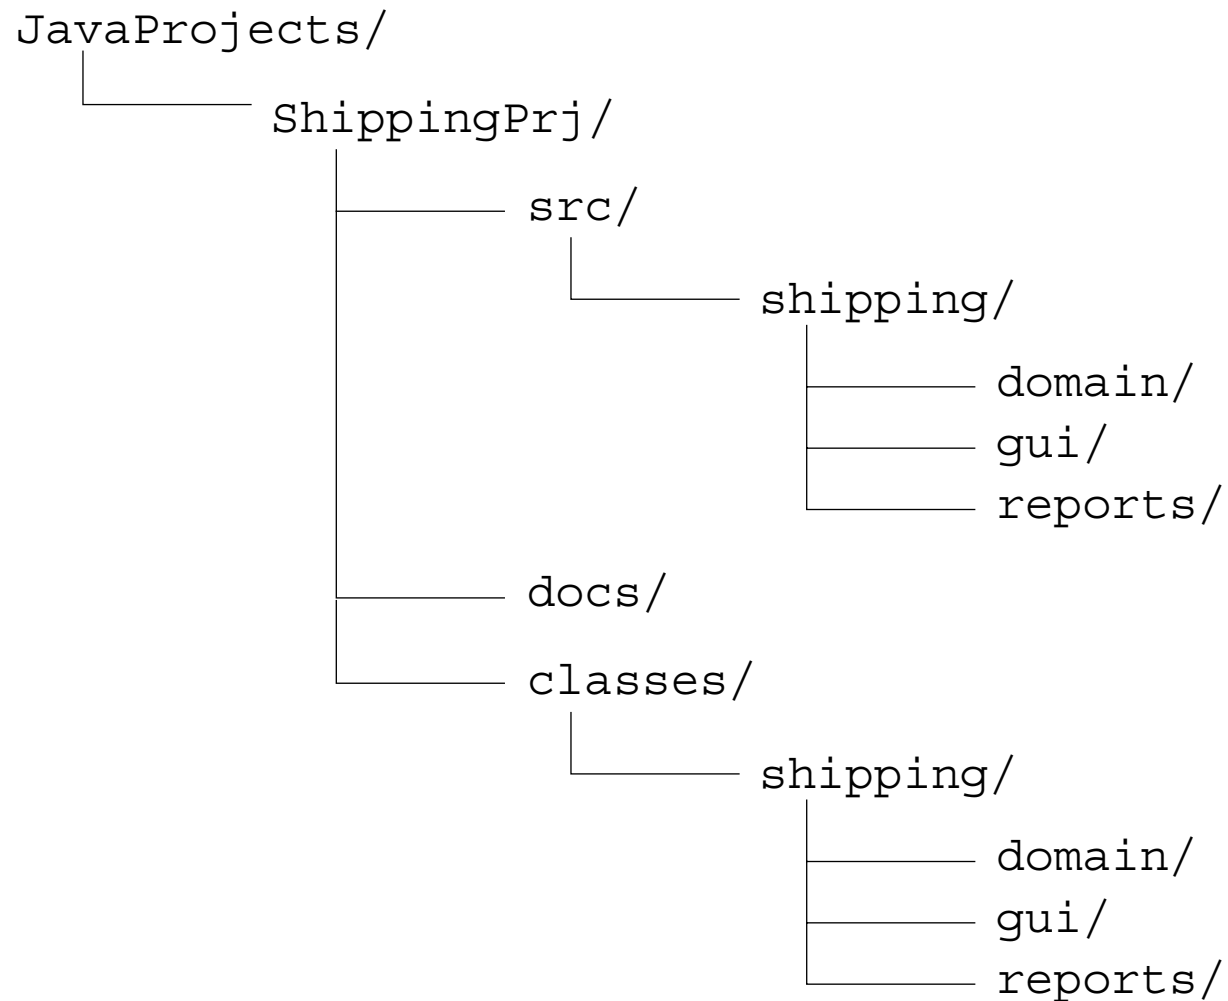 JavaProjects/
ShippingPrj/
src/
shipping/
domain/
gui/
reports/
docs/
classes/
shipping/
domain/
gui/
reports/